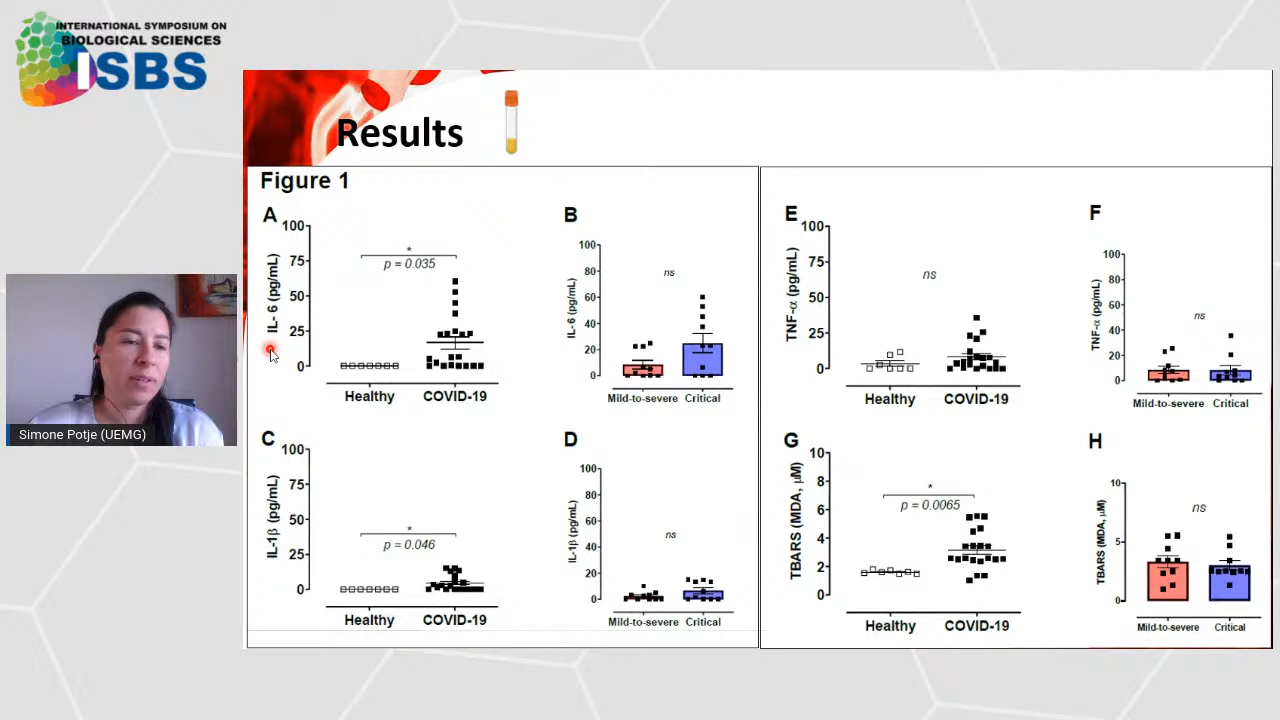 INTERNATIONAL SYMPOSIUM ON
BIOLOGICAL SCIENCES
ISBS
Results
Figure 1
A
100
75
50
25
0
IL- 6 (pg/mL)
*
p = 0.035
Healthy
COVID-19
B
100
80
60
40
20
0
IL- 6 (pg/mL)
ns
Mild-to-severe
Critical
C
100
75
50
25
0
IL-1β (pg/mL)
*
p = 0.046
Healthy
COVID-19
D
100
80
60
40
20
0
IL-1β (pg/mL)
ns
Mild-to-severe
Critical
E
100
75
50
25
0
TNF-α (pg/mL)
ns
Healthy
COVID-19
F
100
80
60
40
20
0
TNF-α (pg/mL)
ns
Mild-to-severe
Critical
G
10
8
6
4
2
0
TBARS (MDA, μM)
*
p = 0.0065
Healthy
COVID-19
H
10
5
0
TBARS (MDA, μM)
ns
Mild-to-severe
Critical
Simone Potje (UEMG)